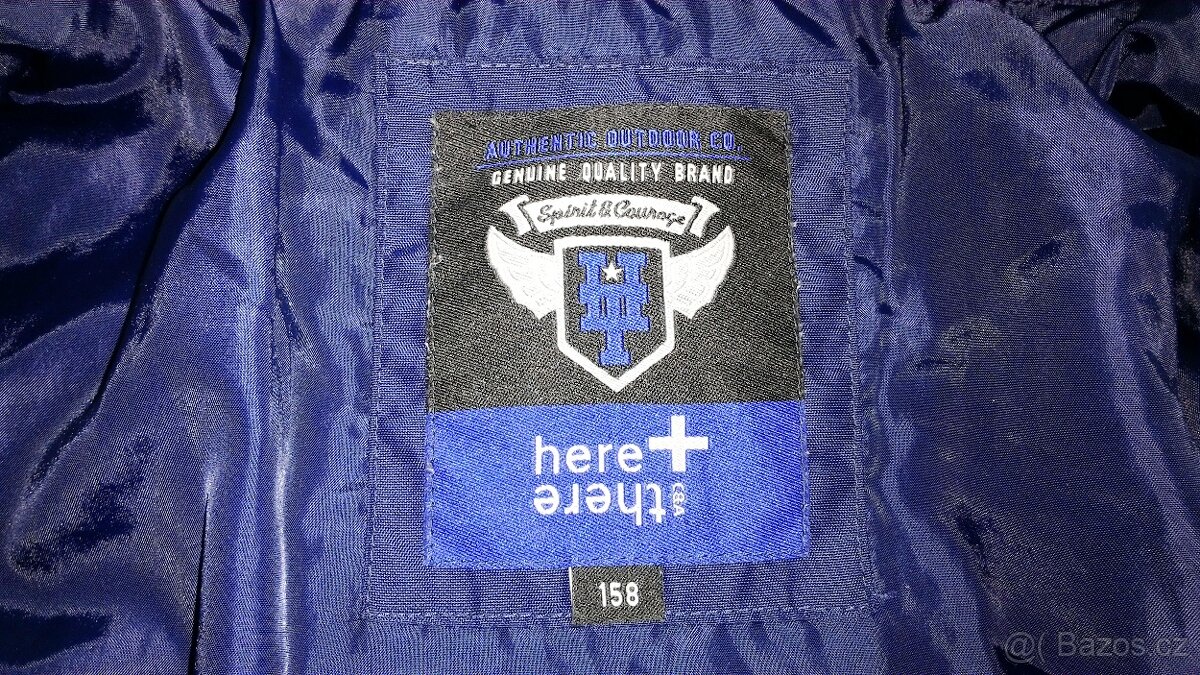 AUTHENTIC OUTDOOR CO.
GENUINE QUALITY BRAND
Spirit & Courage
H
T
here+
there
C&A
158
@( Bazos.cz